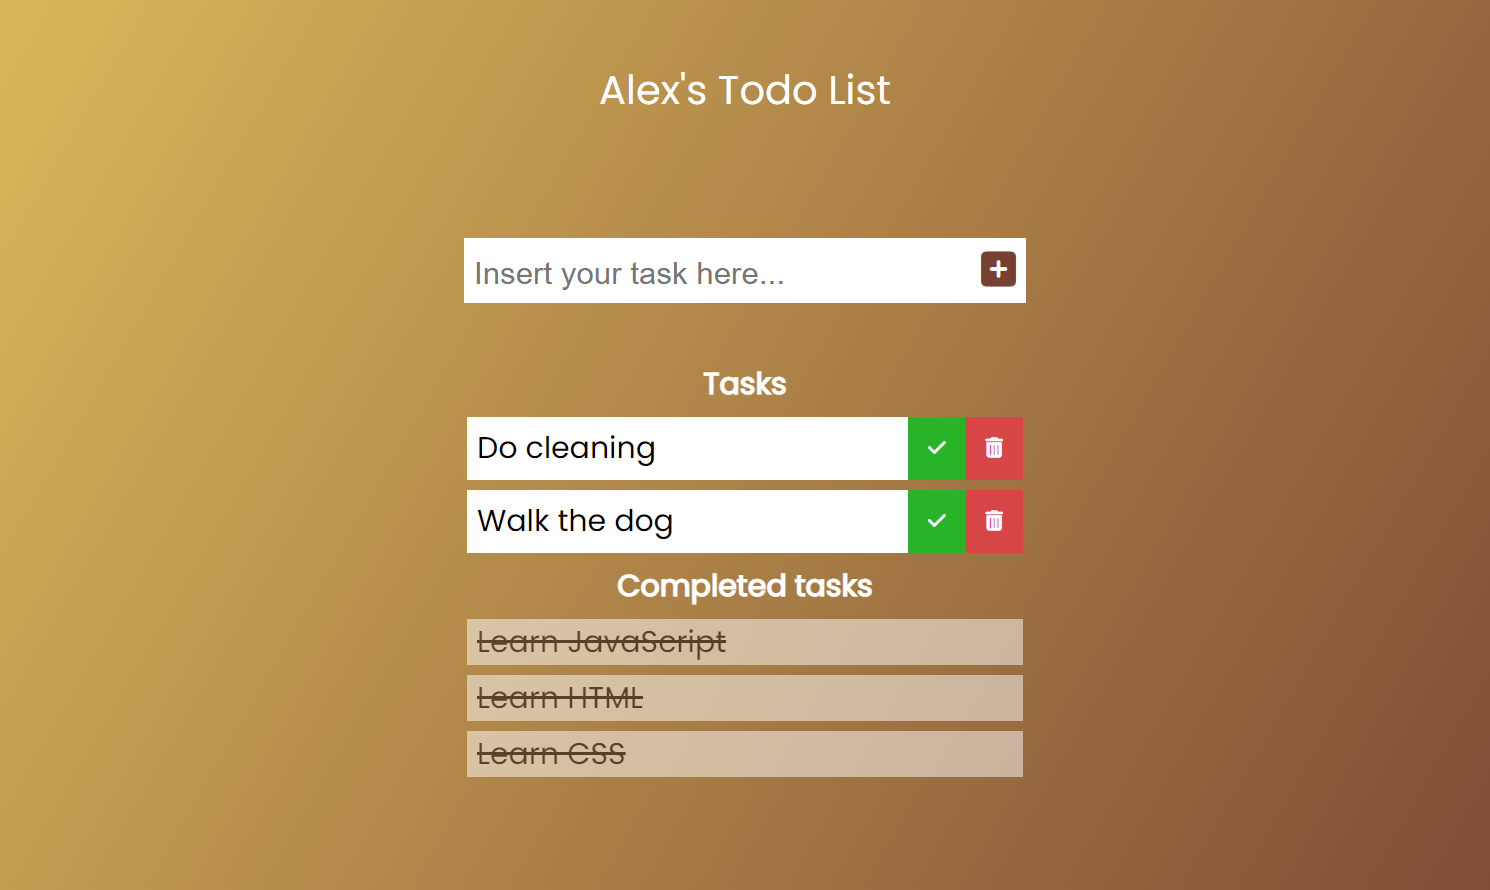 Alex's Todo List
Insert your task here...
Tasks
Do cleaning
Walk the dog
Completed tasks
Learn JavaScript
Learn HTML
Learn CSS